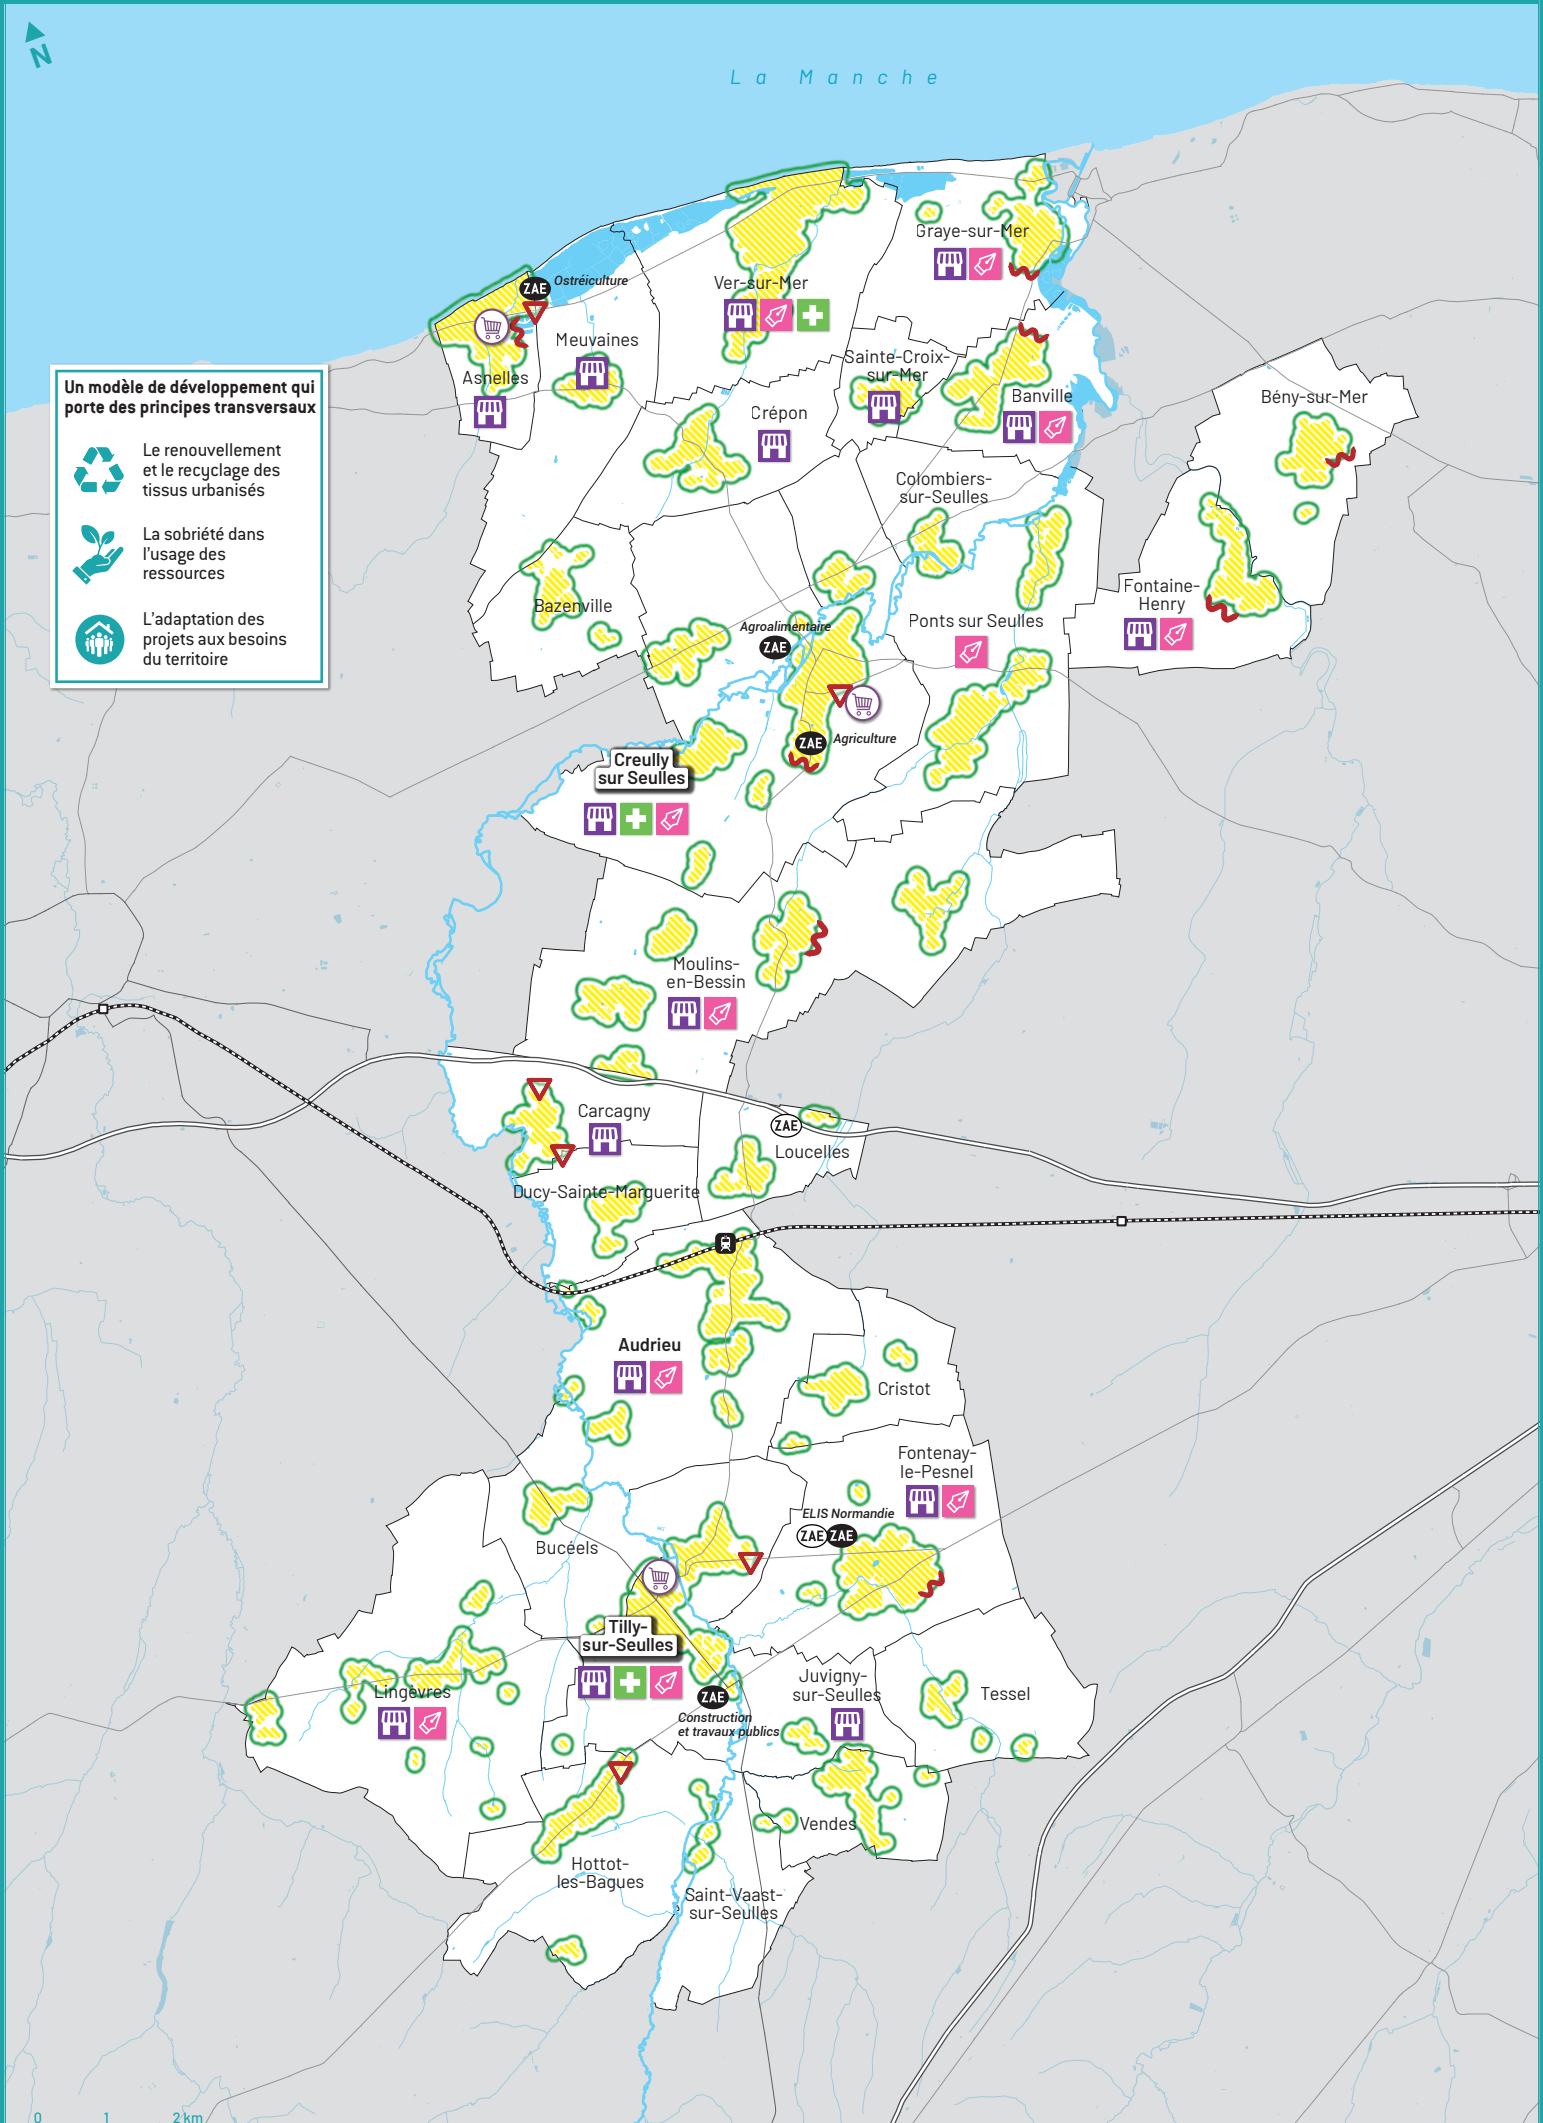 N
La Manche
Graye-sur-Mer
Ostréiculture
ZAE
Ver-sur-Mer
Meuvaines
Asnelles
Sainte-Croix-
sur-Mer
Banville
Bény-sur-Mer
Crépon
Un modèle de développement qui
porte des principes transversaux
Le renouvellement
et le recyclage des
tissus urbanisés
La sobriété dans
l'usage des
ressources
L'adaptation des
projets aux besoins
du territoire
Colombiers-
sur-Seulles
Fontaine-
Henry
Bazenville
Agroalimentaire
ZAE
Ponts sur Seulles
ZAE
Agriculture
Creully
sur Seulles
Moulins-
en-Bessin
Carcagny
ZAE
Loucelles
Ducy-Sainte-Marguerite
Audrieu
Cristot
Fontenay-
le-Pesnel
ELIS Normandie
ZAE
ZAE
Bucéels
Tilly-
sur-Seulles
Juvigny-
sur-Seulles
Tessel
Lingèvres
ZAE
Construction
et travaux publics
Vendes
Hottot-
les-Bagues
Saint-Vaast-
sur-Seulles
0 1 2 km